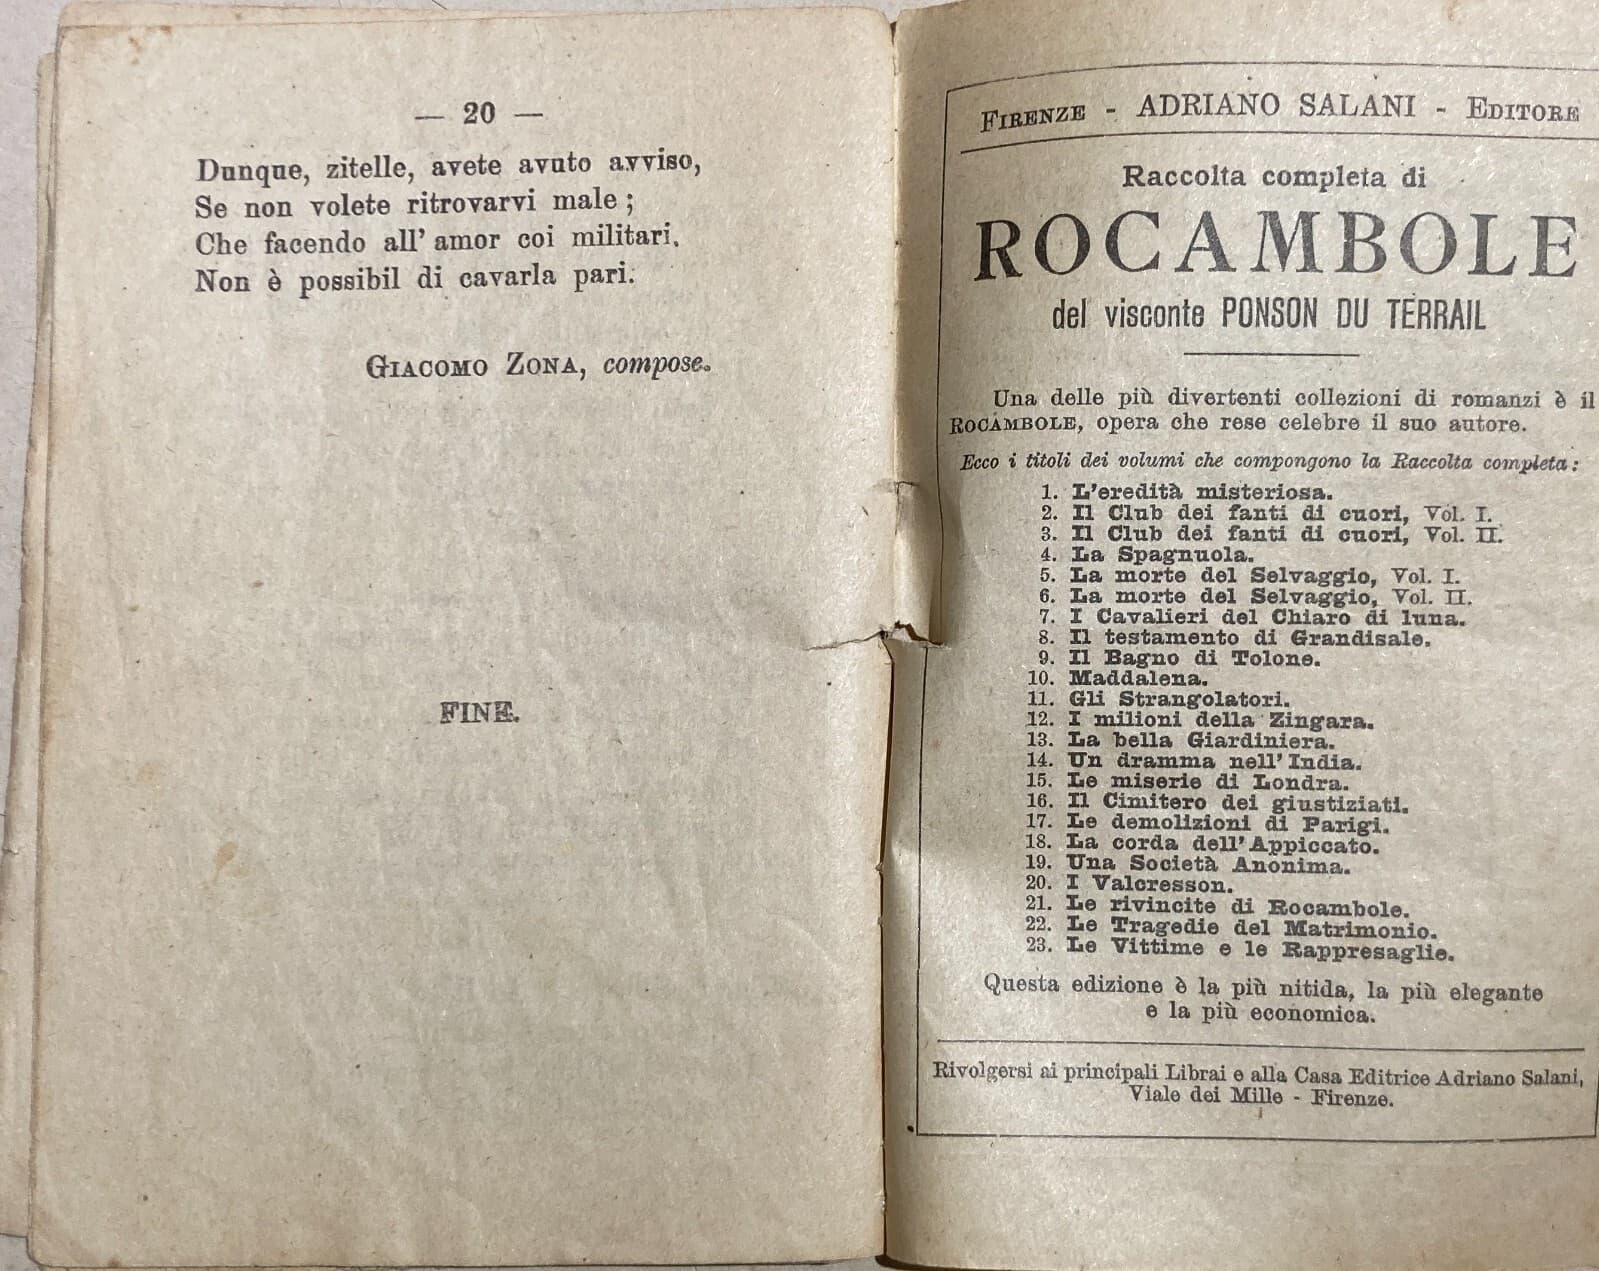 — 20 —
Dunque, zitelle, avete avuto avviso,
Se non volete ritrovarvi male ;
Che facendo all' amor coi militari.
Non è possibil di cavarla pari.
GIACOMO ZONA, compose.
FINE.
FIRENZE - ADRIANO SALANI - EDITORE
Raccolta completa di
ROCAMBOLE
del visconte PONSON DU TERRAIL
Una delle più divertenti collezioni di romanzi è il
ROCAMBOLE, opera che rese celebre il suo autore.
Ecco i titoli dei volumi che compongono la Raccolta completa :
1. L'eredità misteriosa.
2. Il Club dei fanti di cuori, Vol. I.
3. Il Club dei fanti di cuori, Vol. II.
4. La Spagnuola.
5. La morte del Selvaggio, Vol. I.
6. La morte del Selvaggio, Vol. II.
7. I Cavalieri del Chiaro di luna.
8. Il testamento di Grandisale.
9. Il Bagno di Tolone.
10. Maddalena.
11. Gli Strangolatori.
12. I milioni della Zingara.
13. La bella Giardiniera.
14. Un dramma nell' India.
15. Le miserie di Londra.
16. Il Cimitero dei giustiziati.
17. Le demolizioni di Parigi.
18. La corda dell' Appiccato.
19. Una Società Anonima.
20. I Valcresson.
21. Le rivincite di Rocambole.
22. Le Tragedie del Matrimonio.
23. Le Vittime e le Rappresaglie.
Questa edizione è la più nitida, la più elegante
e la più economica.
Rivolgersi ai principali Librai e alla Casa Editrice Adriano Salani,
Viale dei Mille - Firenze.